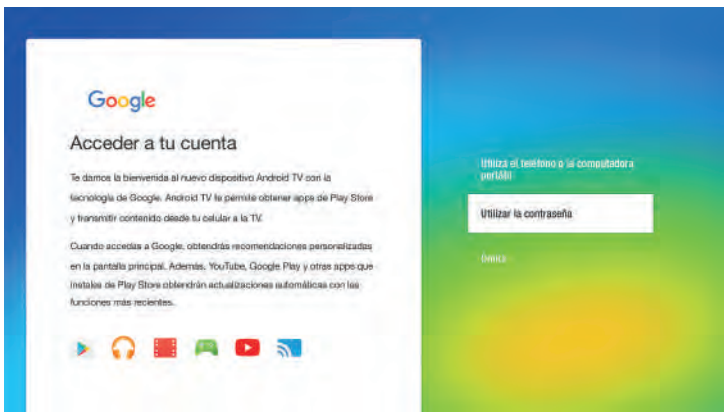 Google
Acceder a tu cuenta
Te damos la bienvenida al nuevo dispositivo Android TV con la
tecnología de Google. Android TV te permite obtener apps de Play Store
y transmitir contenido desde tu celular a la TV.
Cuando accedas a Google, obtendrás recomendaciones personalizadas
en la pantalla principal. Además, YouTube, Google Play y otras apps que
instales de Play Store obtendrán actualizaciones automáticas con las
funciones más recientes.
Utiliza el teléfono o la computadora
portátil
Utilizar la contraseña